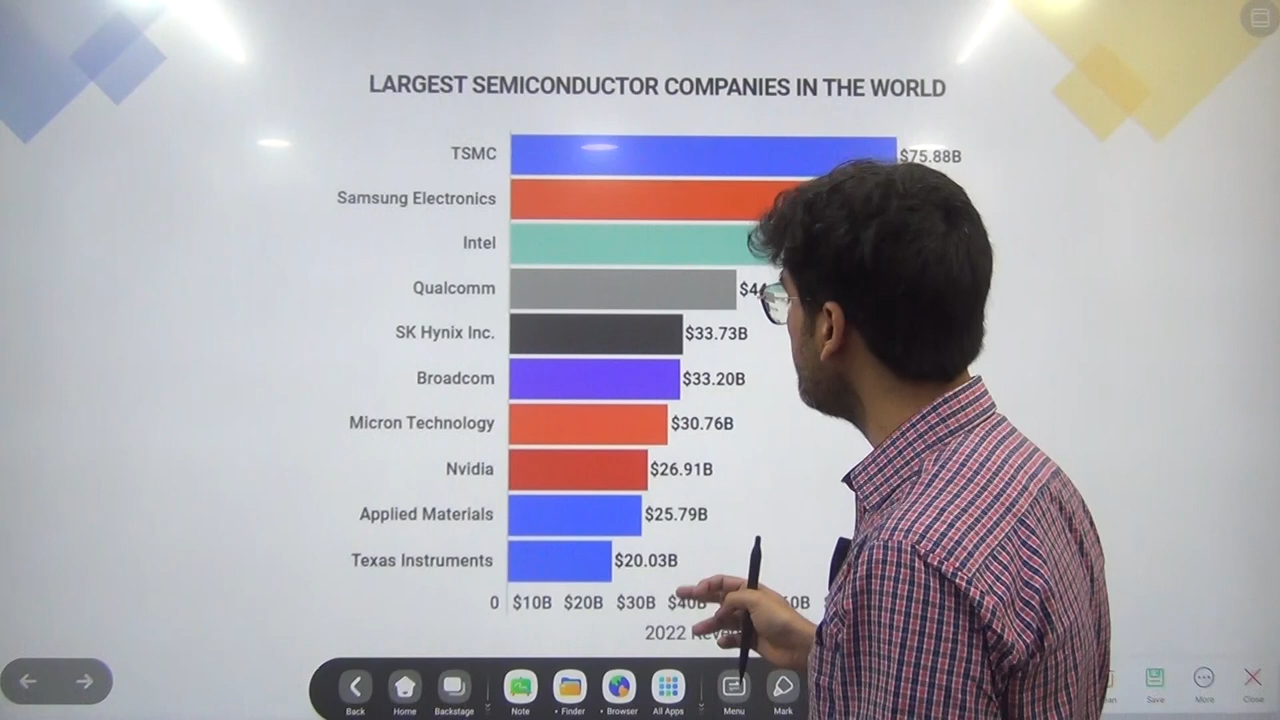 LARGEST SEMICONDUCTOR COMPANIES IN THE WORLD
TSMC $75.88B
Samsung Electronics
Intel
Qualcomm $44
SK Hynix Inc. $33.73B
Broadcom $33.20B
Micron Technology $30.76B
Nvidia $26.91B
Applied Materials $25.79B
Texas Instruments $20.03B
0 $10B $20B $30B $40B
2022
Back Home Backstage Note • Finder • Browser All Apps Menu Mark Save More Close